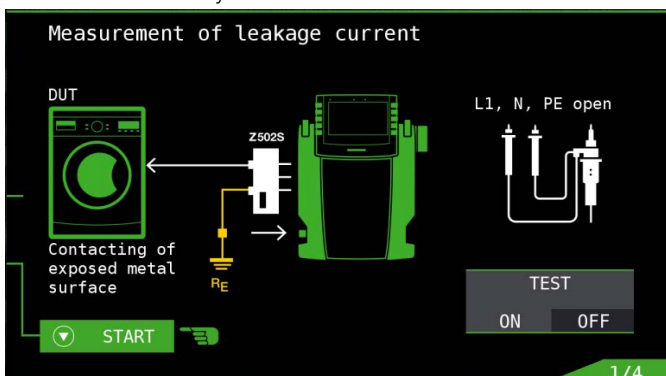 Measurement of leakage current
DUT
L1, N, PE open
Z502S
Contacting of
exposed metal
surface
RE
TEST
ON OFF
START
1/4